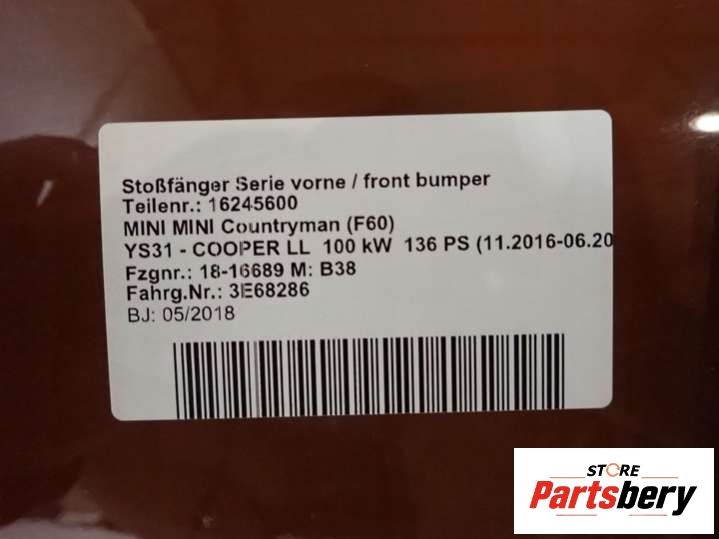 Stoßfänger Serie vorne / front bumper
Teilenr.: 16245600
MINI MINI Countryman (F60)
YS31 - COOPER LL 100 kW 136 PS (11.2016-06.20
Fzgnr.: 18-16689 M: B38
Fahrg.Nr.: 3E68286
BJ: 05/2018
STORE
Partsbery